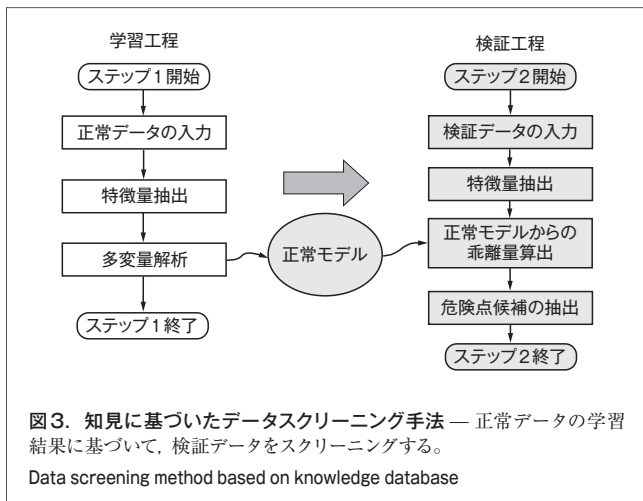 学習工程
ステップ1開始
正常データの入力
特徴量抽出
多変量解析
ステップ1終了
正常モデル
検証工程
ステップ2開始
検証データの入力
特徴量抽出
正常モデルからの
乖離量算出
危険点候補の抽出
ステップ2終了
図3．知見に基づいたデータスクリーニング手法 — 正常データの学習
結果に基づいて，検証データをスクリーニングする。
Data screening method based on knowledge database